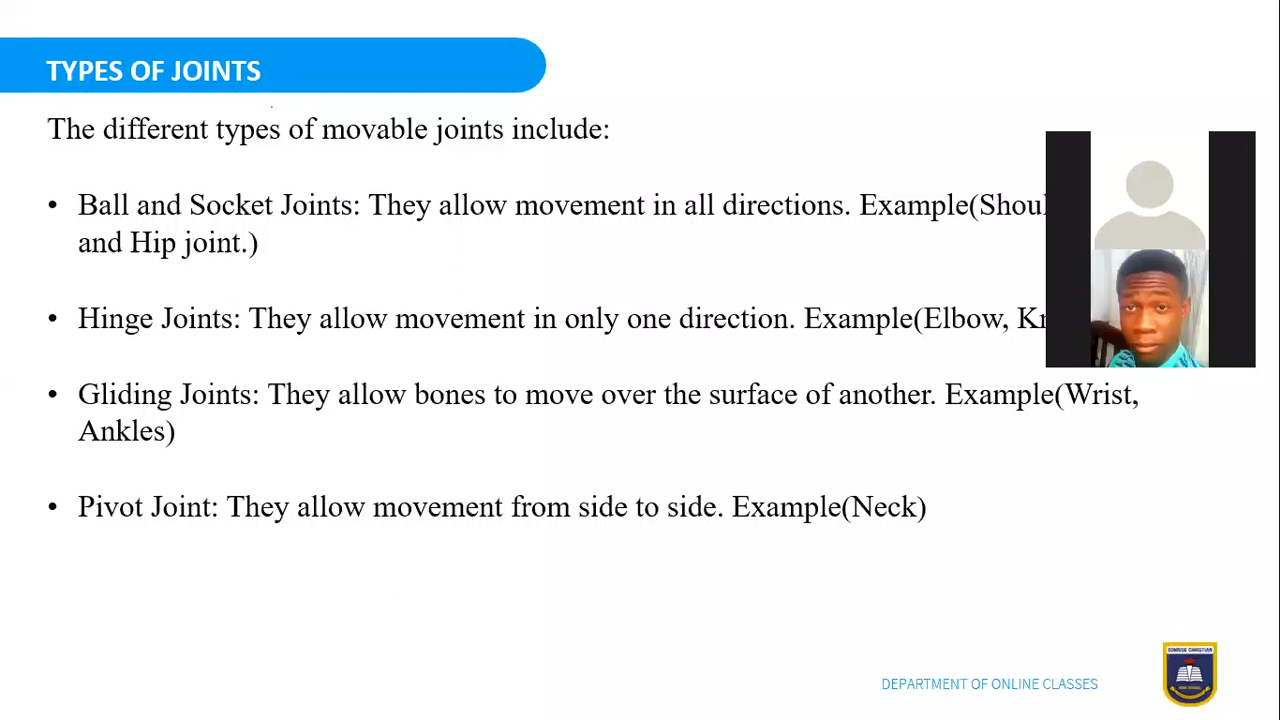 TYPES OF JOINTS
The different types of movable joints include:
• Ball and Socket Joints: They allow movement in all directions. Example(Shoul
and Hip joint.)
• Hinge Joints: They allow movement in only one direction. Example(Elbow, Kn
• Gliding Joints: They allow bones to move over the surface of another. Example(Wrist,
Ankles)
• Pivot Joint: They allow movement from side to side. Example(Neck)
DEPARTMENT OF ONLINE CLASSES